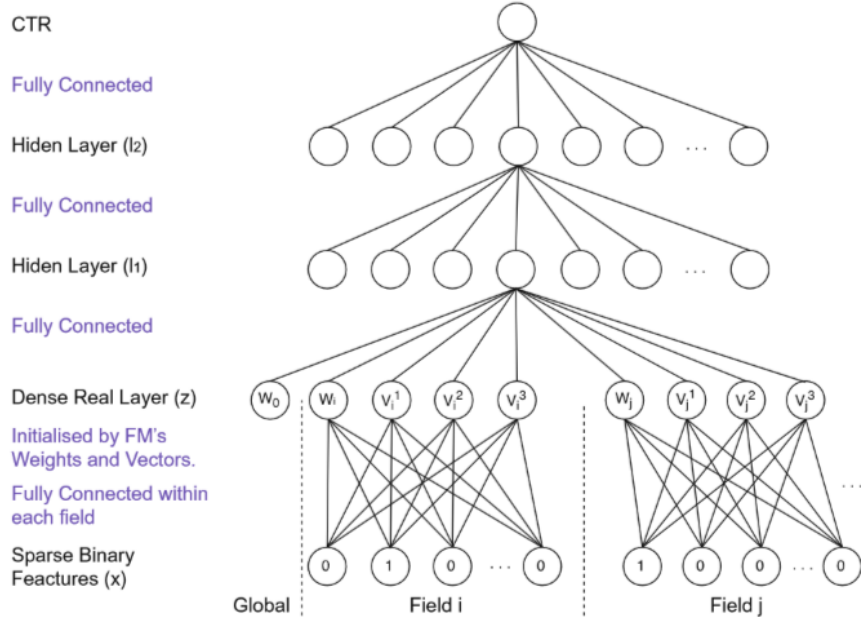 CTR
Fully Connected
Hiden Layer (l₂)
...
Fully Connected
Hiden Layer (l₁)
...
Fully Connected
Dense Real Layer (z)
W₀ Wᵢ Vᵢ¹ Vᵢ² Vᵢ³ Wⱼ Vⱼ¹ Vⱼ² Vⱼ³
Initialised by FM's
Weights and Vectors.
Fully Connected within
each field
...
Sparse Binary
Feactures (x)
0 1 0 ... 0 1 0 0 ... 0
Global Field i Field j